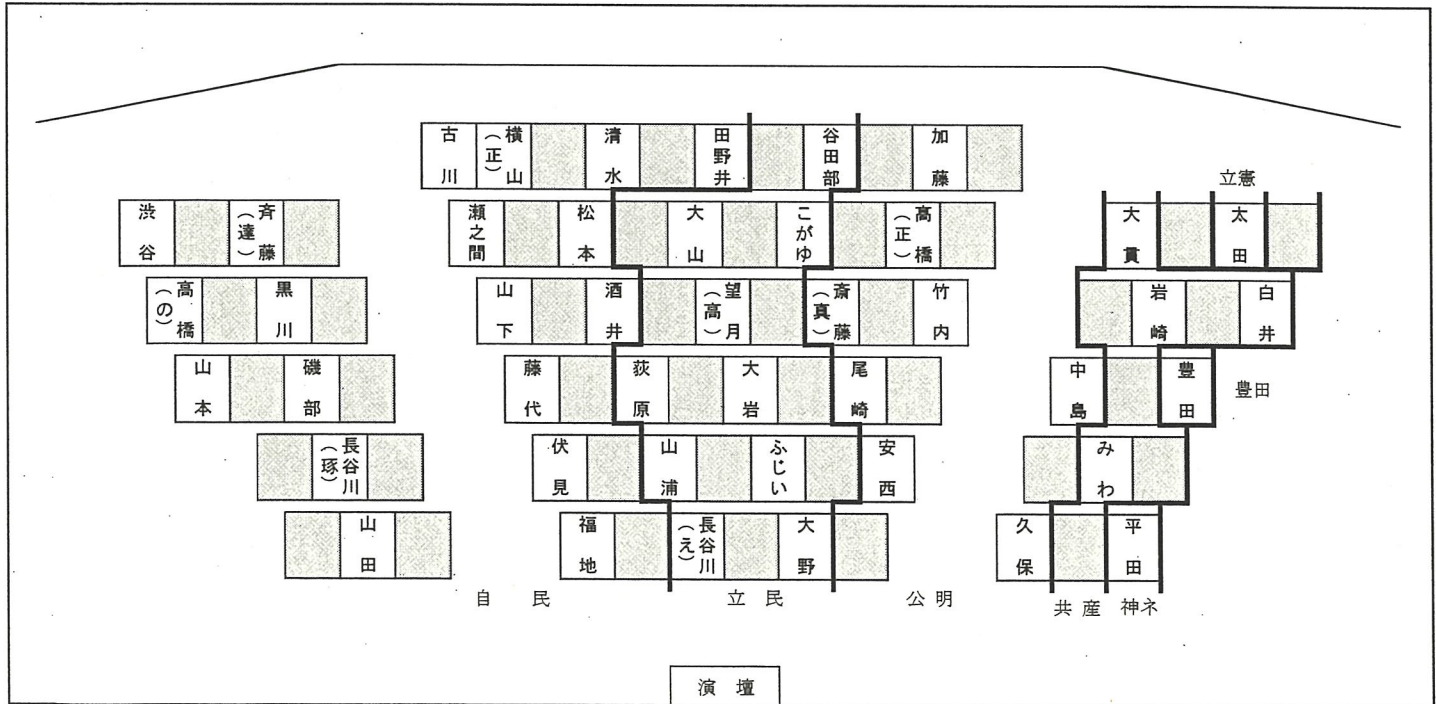 古川 横山(正) 清水 田野井 谷田部 加藤
立憲
渋谷 斉藤(達) 瀬之間 松本 大山 こがゆ 髙橋(正) 大貫 太田
高橋(の) 黒川 山下 酒井 望月(高) 斎藤(真) 竹内 岩崎 白井
山本 磯部 藤代 荻原 大岩 尾崎 中島 豊田 豊田
長谷川(琢) 伏見 山浦 ふじい 安西 みわ
山田 福地 長谷川(え) 大野 久保 平田
自民 立民 公明 共産 神ネ
演壇